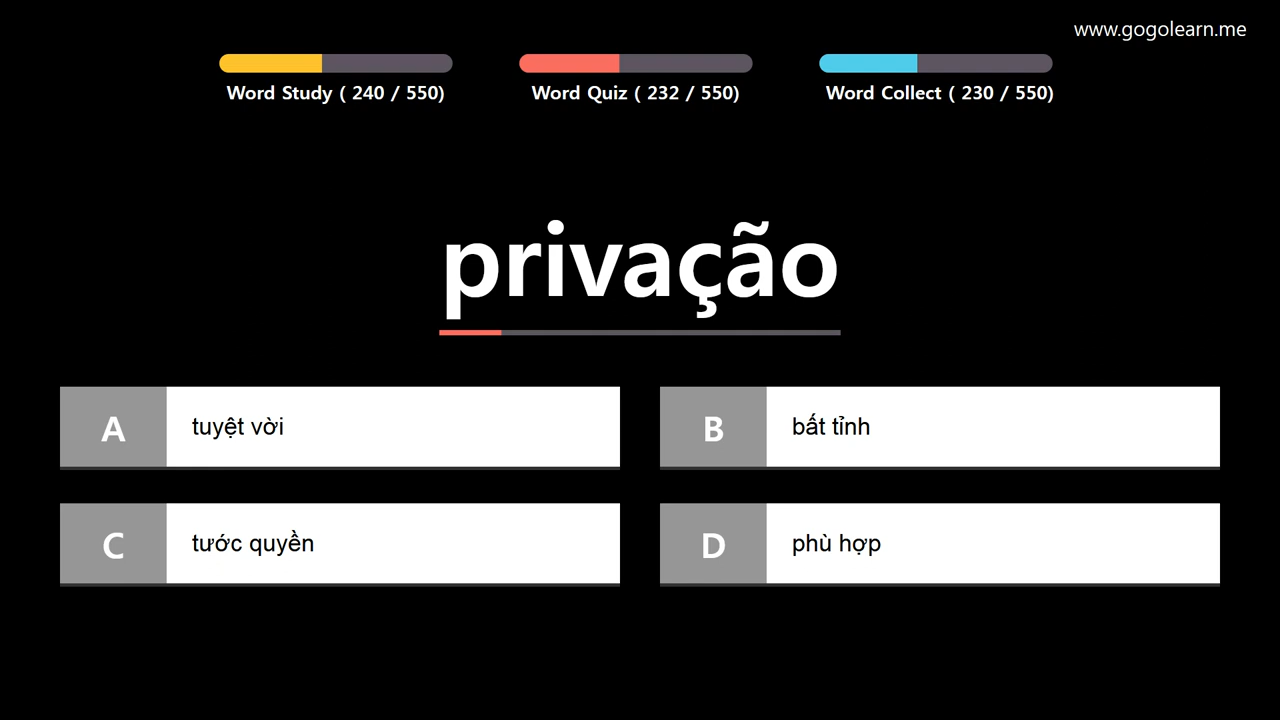 www.gogolearn.me
Word Study ( 240 / 550)
Word Quiz ( 232 / 550)
Word Collect ( 230 / 550)
privação
A
tuyệt vời
B
bất tỉnh
C
tước quyền
D
phù hợp